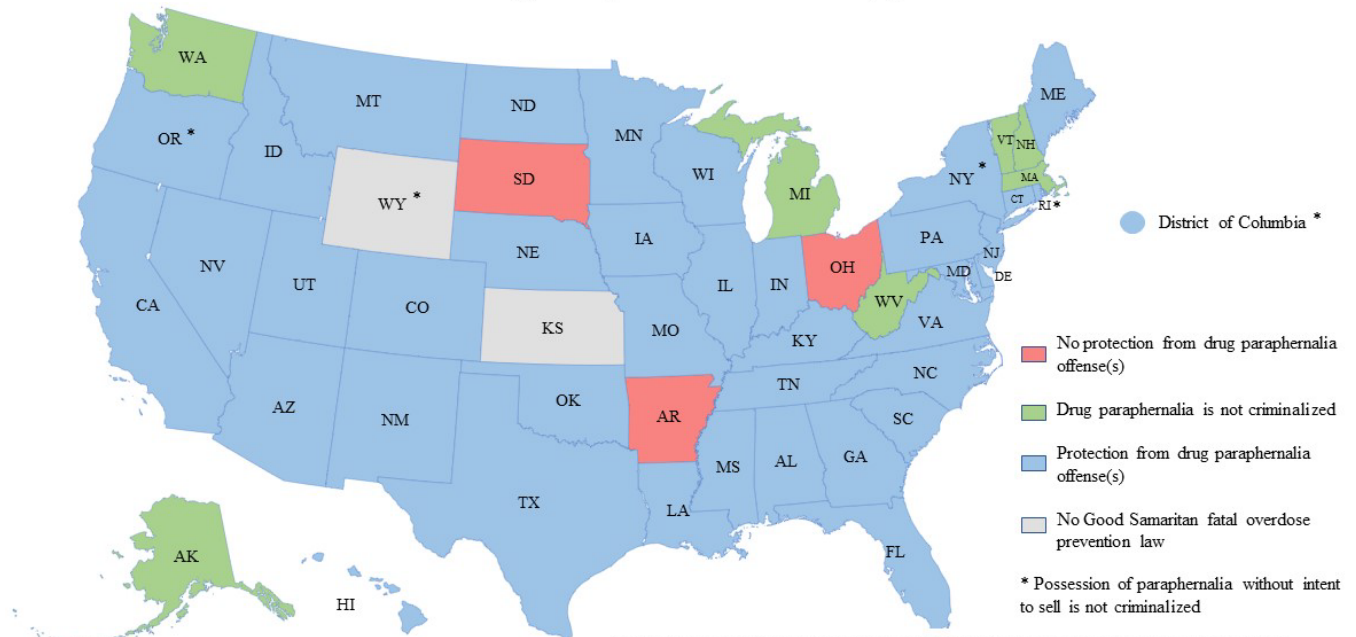 WA
MT
ND
ME
OR *
ID
MN
VT
NH
SD
WI
MI
NY *
MA
WY *
CT
RI *
District of Columbia *
IA
PA
NE
NJ
OH
MD
NV
IL
IN
DE
UT
WV
CA
CO
VA
KS
MO
KY
No protection from drug paraphernalia
offense(s)
NC
TN
OK
AZ
NM
AR
SC
Drug paraphernalia is not criminalized
MS
AL
GA
Protection from drug paraphernalia
offense(s)
TX
LA
No Good Samaritan fatal overdose
prevention law
FL
AK
HI
* Possession of paraphernalia without intent
to sell is not criminalized